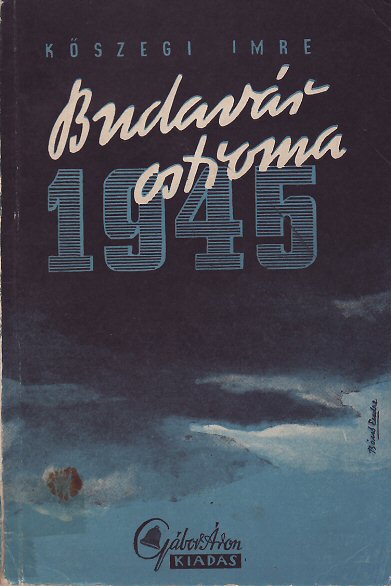 KŐSZEGI IMRE
Budavár
ostroma
1945
Gábor Áron
KIADÁS